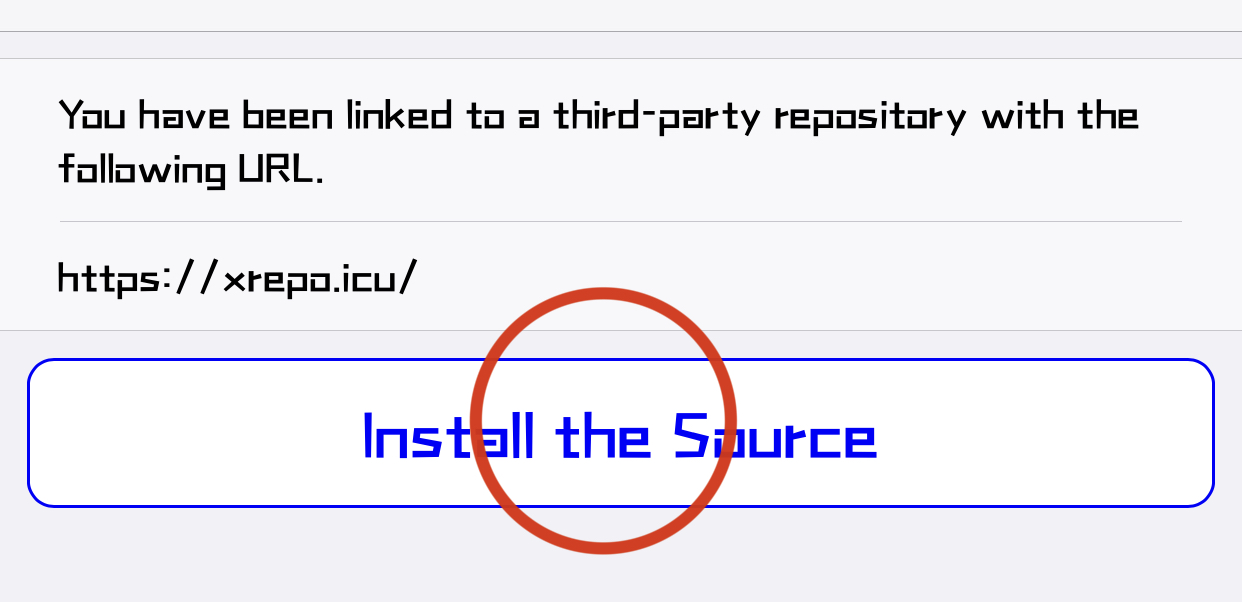 You have been linked to a third-party repository with the
following URL.
https://xrepo.icu/
Install the Source